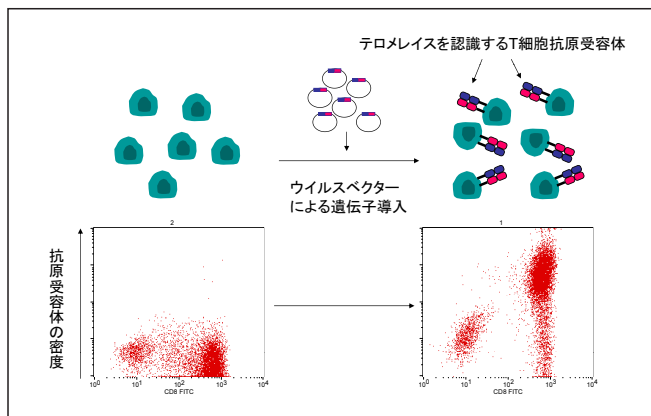 テロメレイスを認識するT細胞抗原受容体
ウイルスベクター
による遺伝子導入
抗原受容体の密度
2
10⁰ 10¹ 10² 10³ 10⁴
CD8 FITC
1
10⁰ 10¹ 10² 10³ 10⁴
CD8 FITC